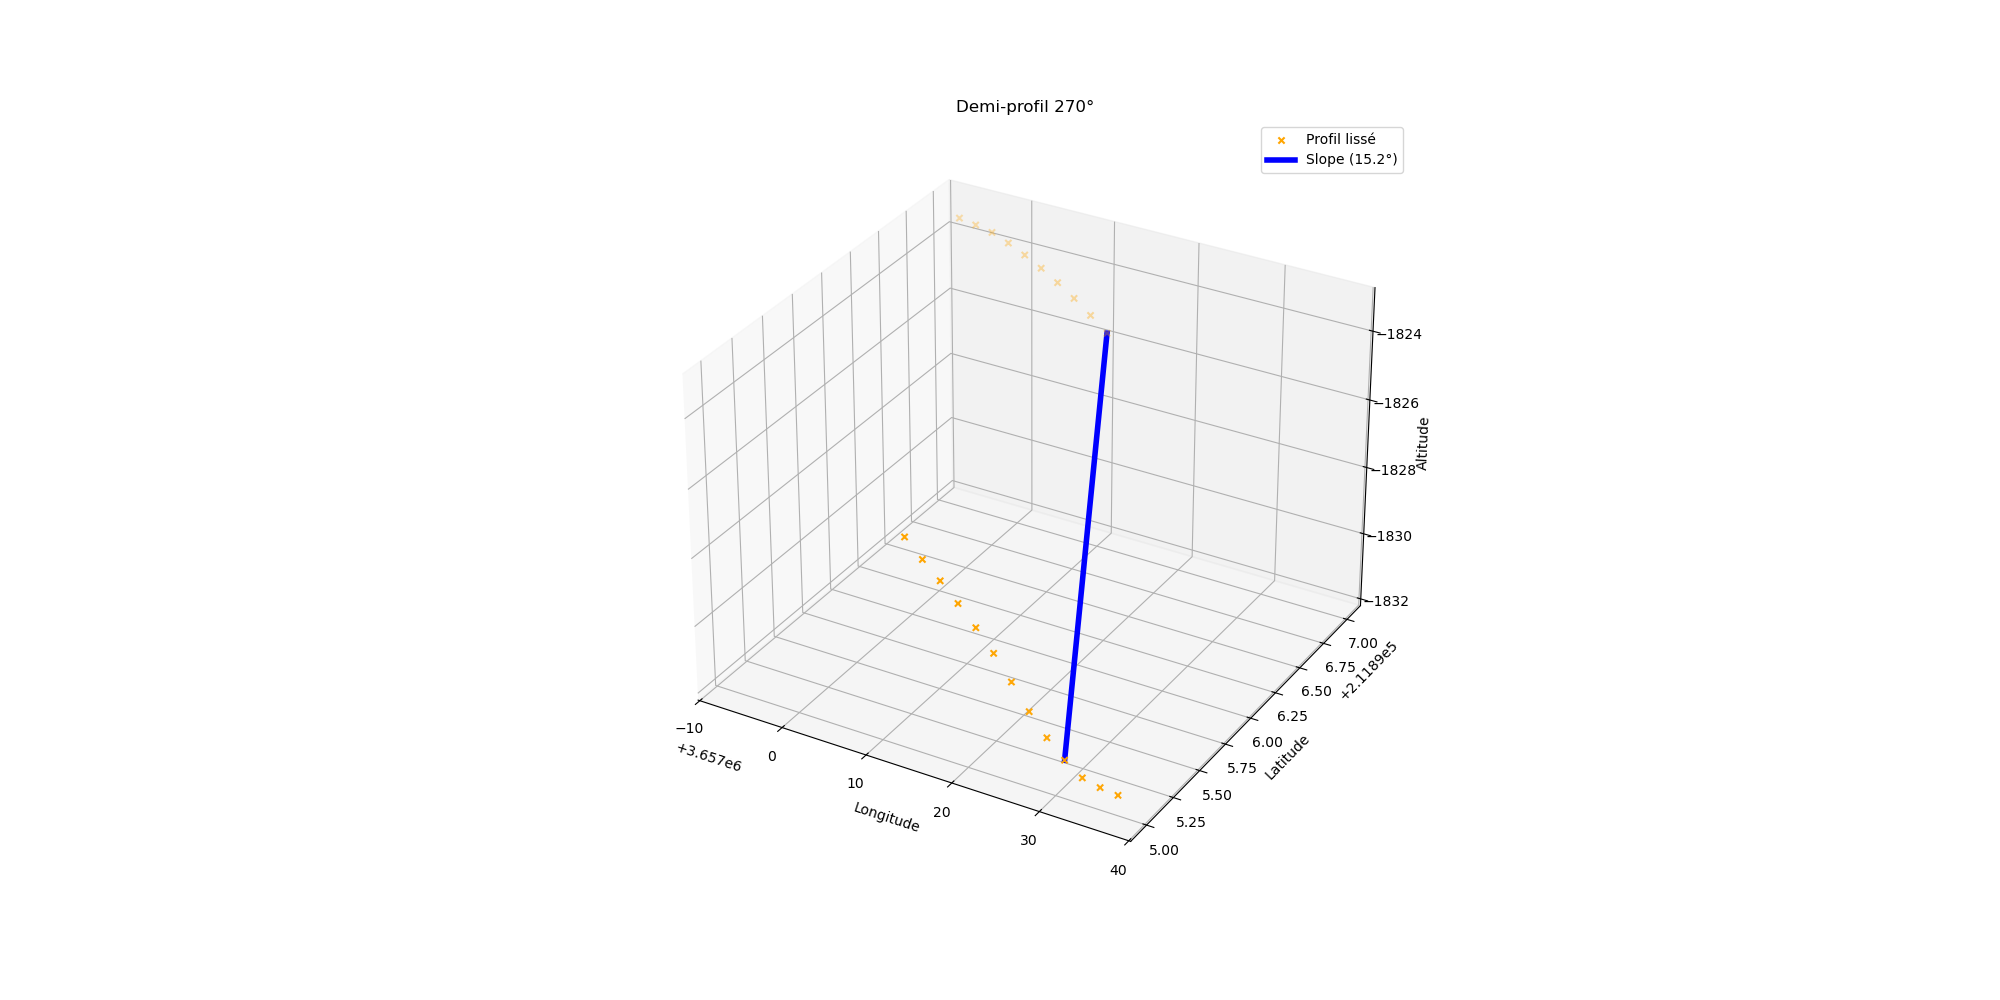 Demi-profil 270°
Profil lissé
Slope (15.2°)
−1824
−1826
Altitude
−1828
−1830
−1832
7.00
6.75
+2.1189e5
6.50
6.25
6.00
Latitude
5.75
5.50
5.25
5.00
−10
+3.657e6
0
10
Longitude
20
30
40